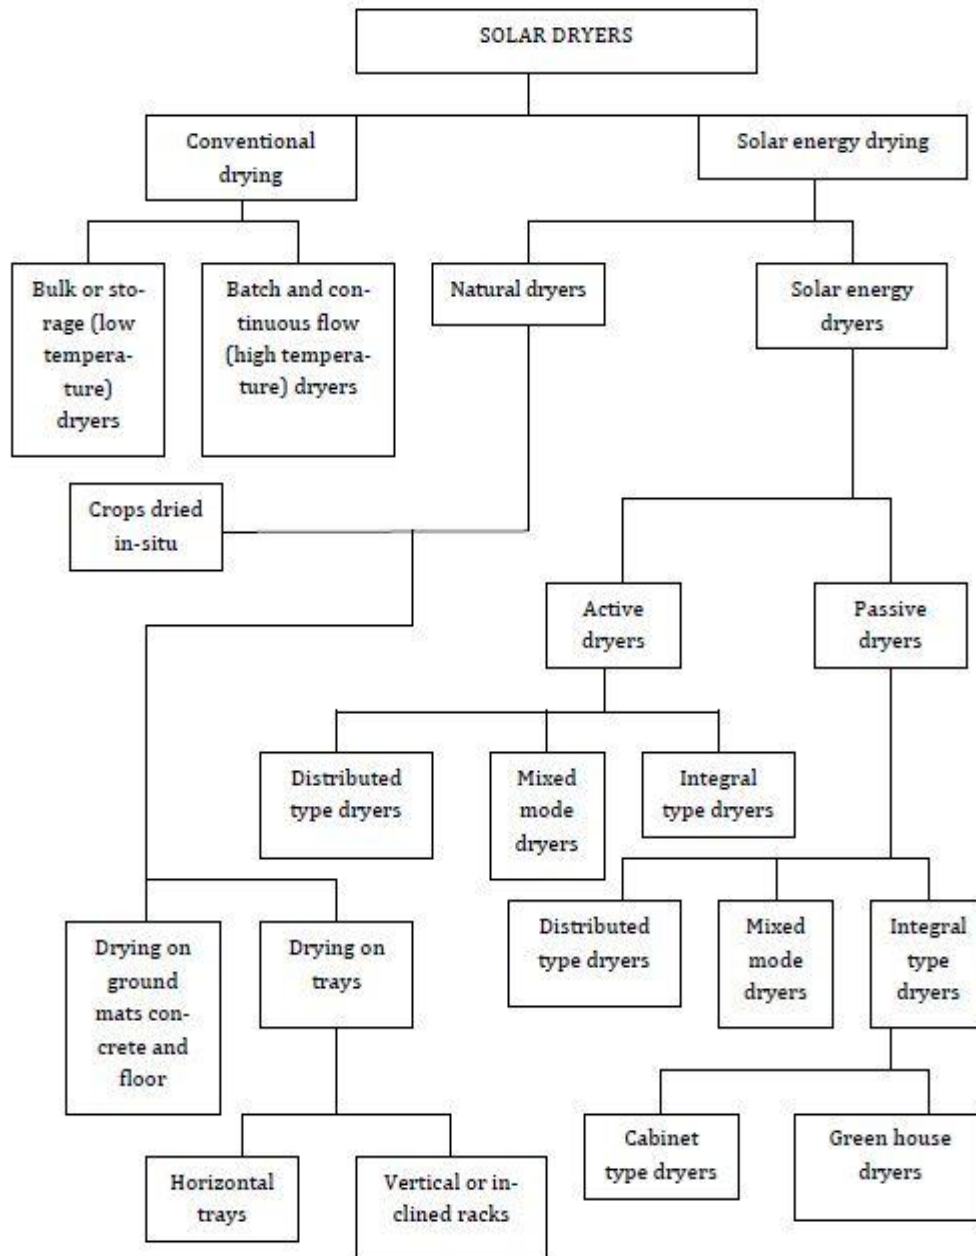 SOLAR DRYERS
Conventional
drying
Solar energy drying
Bulk or sto-
rage (low
tempera-
ture)
dryers
Batch and con-
tinuous flow
(high tempera-
ture) dryers
Natural dryers
Solar energy
dryers
Crops dried
in-situ
Active
dryers
Passive
dryers
Distributed
type dryers
Mixed
mode
dryers
Integral
type dryers
Drying on
ground
mats con-
crete and
floor
Drying on
trays
Distributed
type dryers
Mixed
mode
dryers
Integral
type
dryers
Horizontal
trays
Vertical or in-
clined racks
Cabinet
type dryers
Green house
dryers